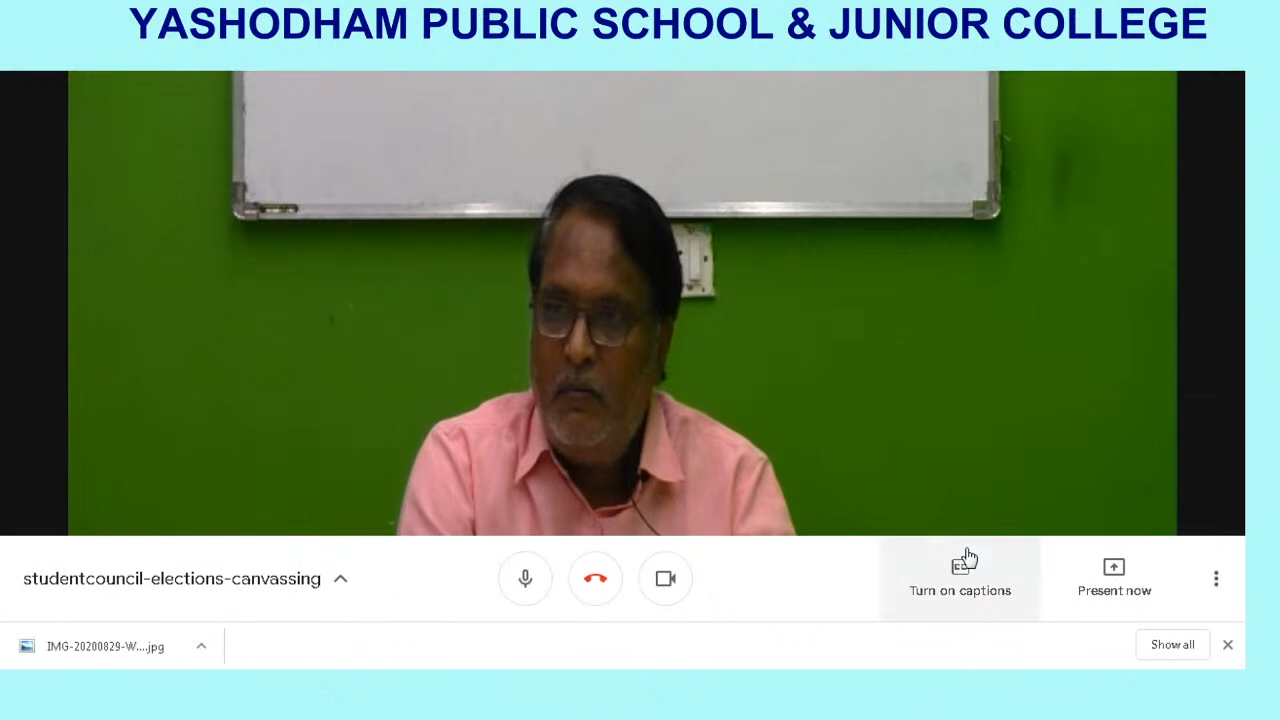 YASHODHAM PUBLIC SCHOOL & JUNIOR COLLEGE
studentcouncil-elections-canvassing
Turn on captions
Present now
IMG-20200829-W....jpg
Show all